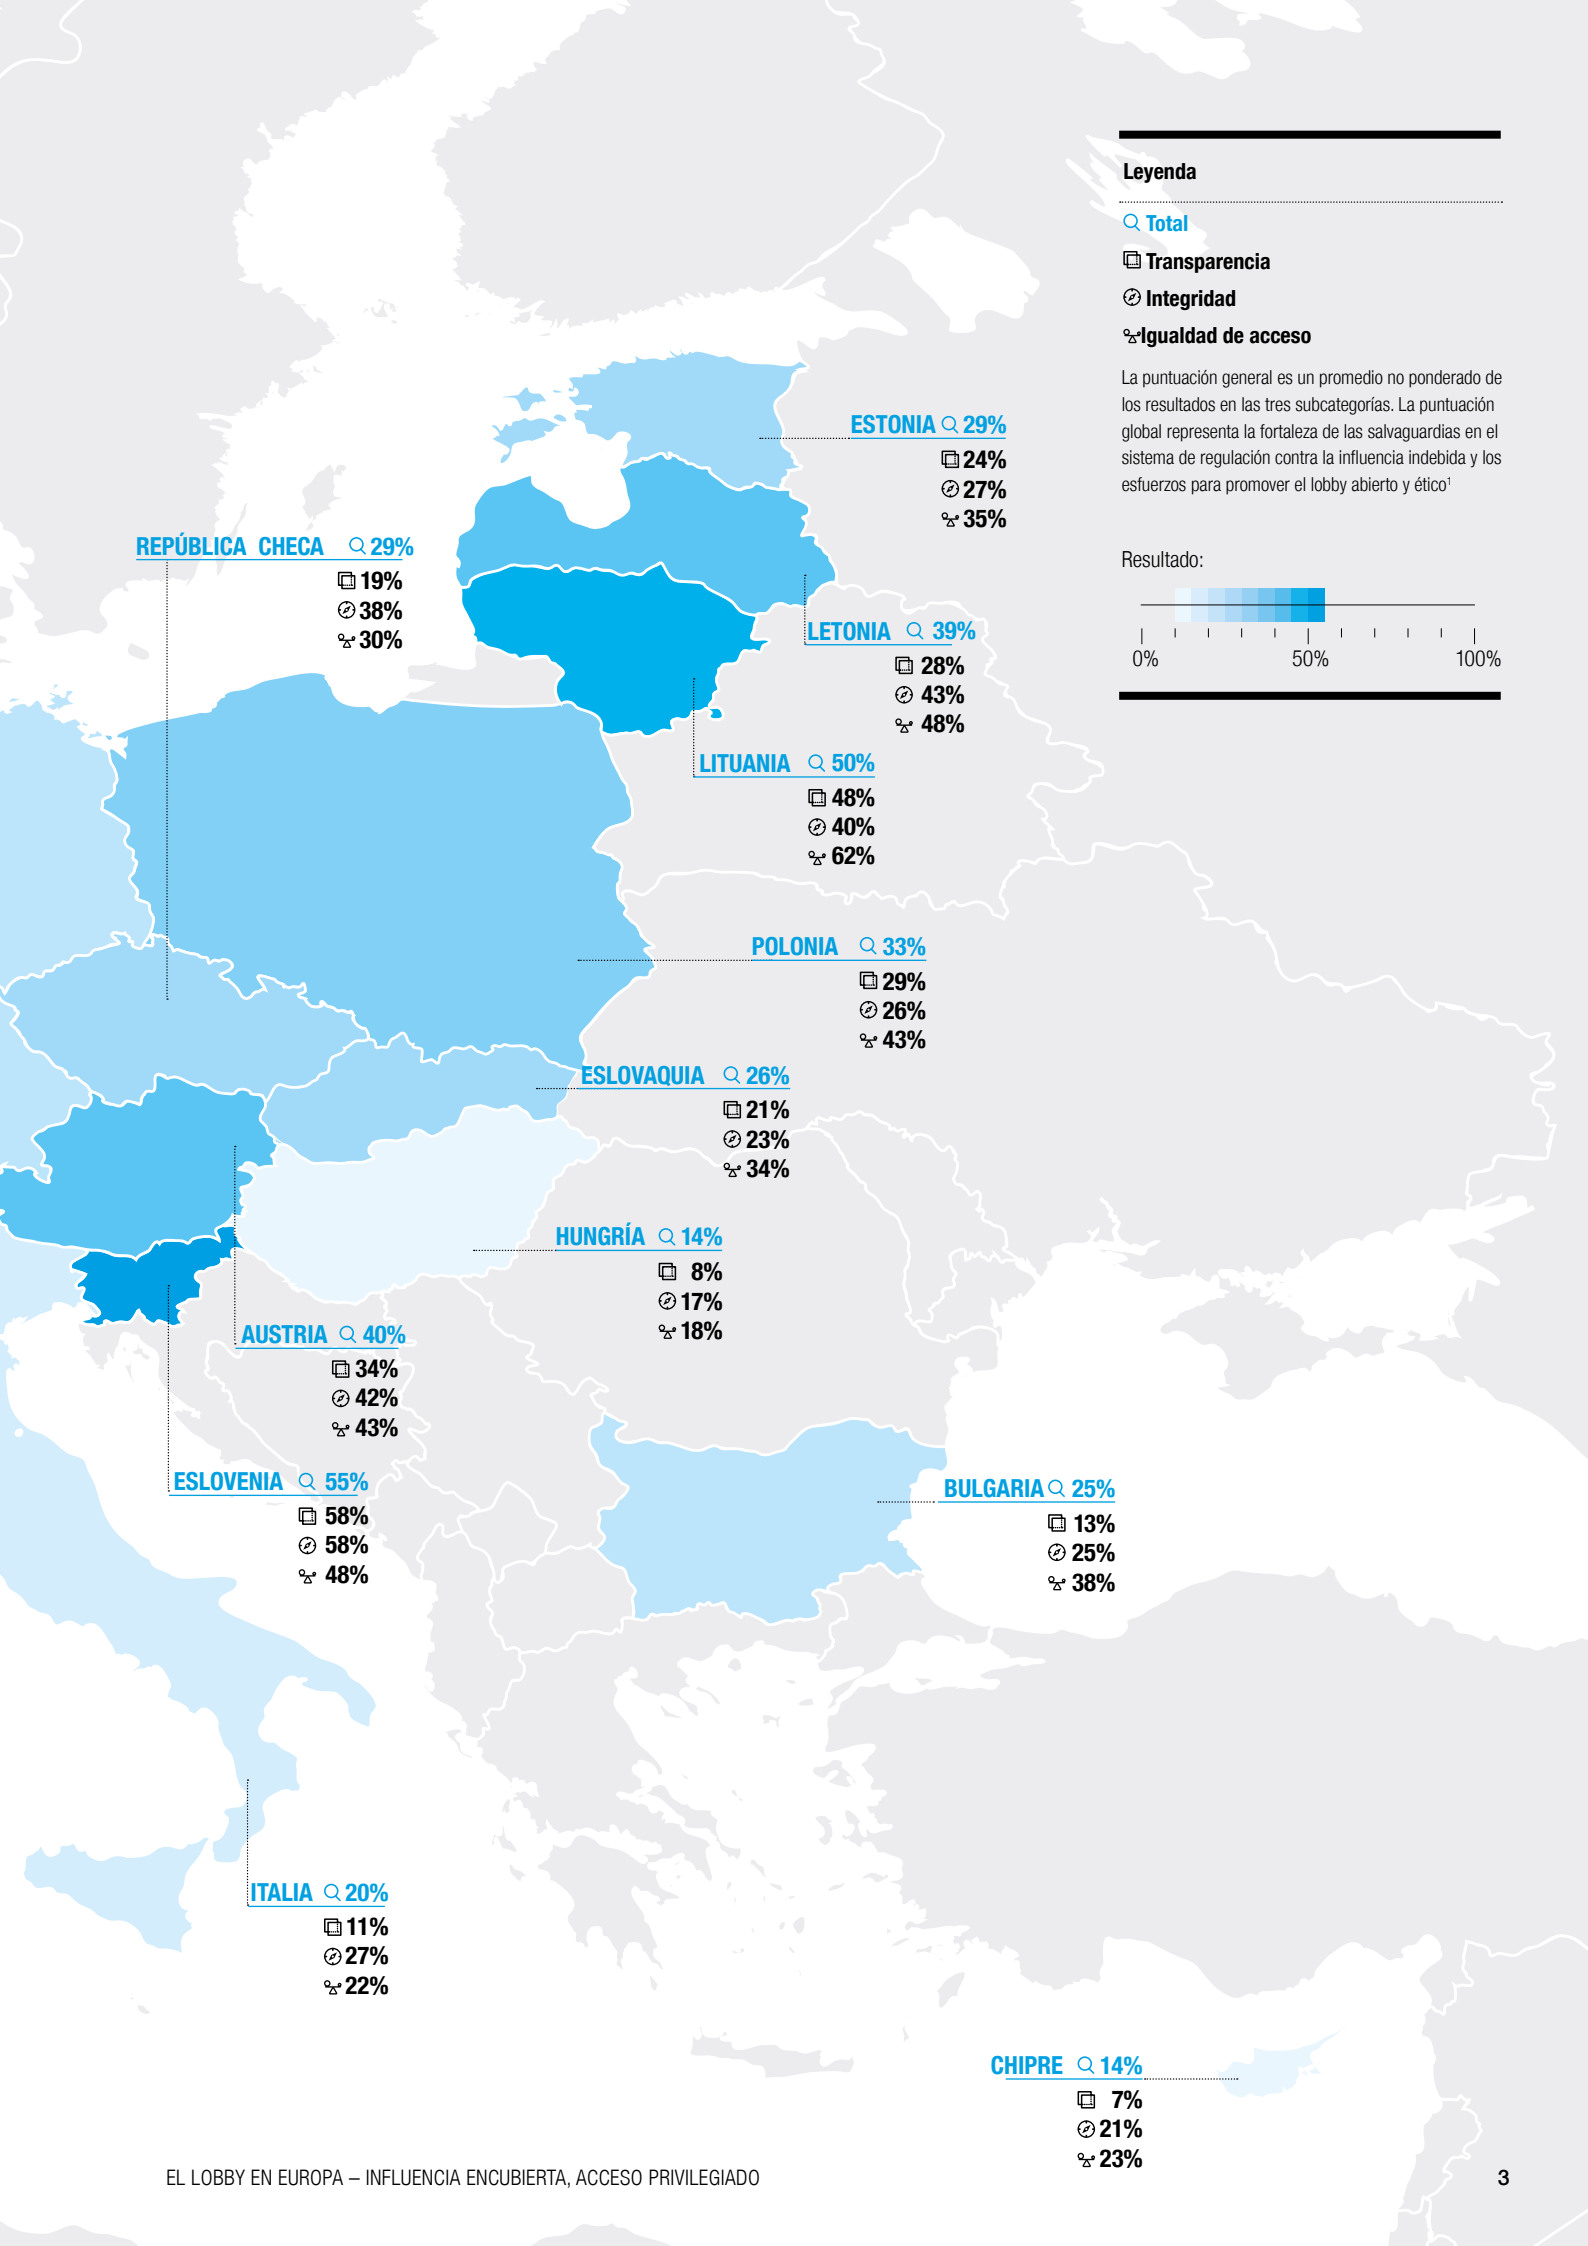 Leyenda
Total
Transparencia
Integridad
Igualdad de acceso
La puntuación general es un promedio no ponderado de
los resultados en las tres subcategorías. La puntuación
global representa la fortaleza de las salvaguardias en el
sistema de regulación contra la influencia indebida y los
esfuerzos para promover el lobby abierto y ético¹
Resultado:
0% 50% 100%
ESTONIA 29%
24%
27%
35%
REPÚBLICA CHECA 29%
19%
38%
30%
LETONIA 39%
28%
43%
48%
LITUANIA 50%
48%
40%
62%
POLONIA 33%
29%
26%
43%
ESLOVAQUIA 26%
21%
23%
34%
HUNGRÍA 14%
8%
17%
18%
AUSTRIA 40%
34%
42%
43%
ESLOVENIA 55%
58%
58%
48%
BULGARIA 25%
13%
25%
38%
ITALIA 20%
11%
27%
22%
CHIPRE 14%
7%
21%
23%
EL LOBBY EN EUROPA – INFLUENCIA ENCUBIERTA, ACCESO PRIVILEGIADO
3